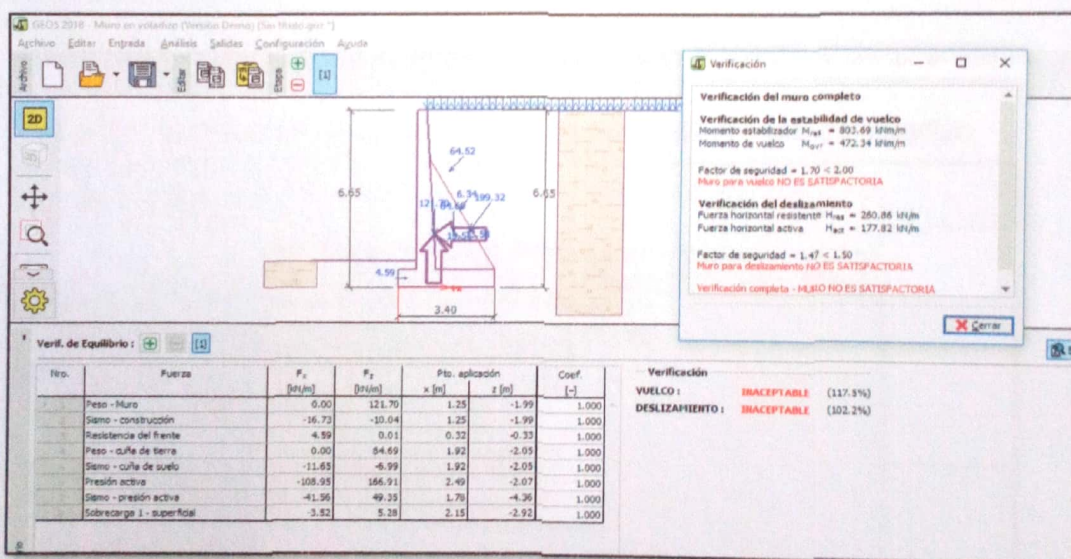 GEO5 2018 - Muro en voladizo (Versión Demo) [Sin título.gmz *]
Archivo Editar Entrada Análisis Salidas Configuración Ayuda
Archivo
Editar
Etapa
[1]
2D
64.52
6.65
6.34
199.32
6.65
4.59
3.40
Verificación
Verificación del muro completo
Verificación de la estabilidad de vuelco
Momento estabilizador Mres = 803.69 kNm/m
Momento de vuelco Movr = 472.34 kNm/m
Factor de seguridad = 1.70 < 2.00
Muro para vuelco NO ES SATISFACTORIA
Verificación del deslizamiento
Fuerza horizontal resistente Hres = 260.86 kN/m
Fuerza horizontal activa Hact = 177.82 kN/m
Factor de seguridad = 1.47 < 1.50
Muro para deslizamiento NO ES SATISFACTORIA
Verificación completa - MURO NO ES SATISFACTORIA
Cerrar
Verif. de Equilibrio : [1]
Nro. Fuerza Fx Fz Pto. aplicación Coef.
[kN/m] [kN/m] x [m] z [m] [-]
Peso - Muro 0.00 121.70 1.25 -1.99 1.000
Sismo - construcción -16.73 -10.04 1.25 -1.99 1.000
Resistencia del frente 4.59 0.01 0.32 -0.33 1.000
Peso - cuña de tierra 0.00 84.69 1.92 -2.05 1.000
Sismo - cuña de suelo -11.65 -6.99 1.92 -2.05 1.000
Presión activa -108.95 166.91 2.49 -2.07 1.000
Sismo - presión activa -41.56 49.35 1.78 -4.36 1.000
Sobrecarga 1 - superficial -3.52 5.28 2.15 -2.92 1.000
Verificación
VUELCO : INACEPTABLE (117.5%)
DESLIZAMIENTO : INACEPTABLE (102.2%)